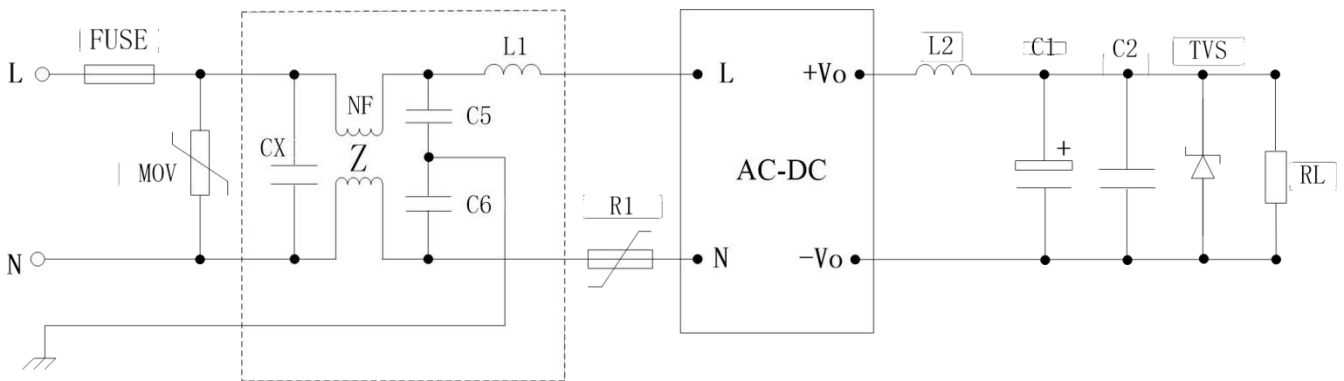 FUSE
L1
L2
C1
C2
TVS
L
L
+Vo
NF
C5
CX
Z
MOV
+
AC-DC
RL
C6
R1
N
N
−Vo